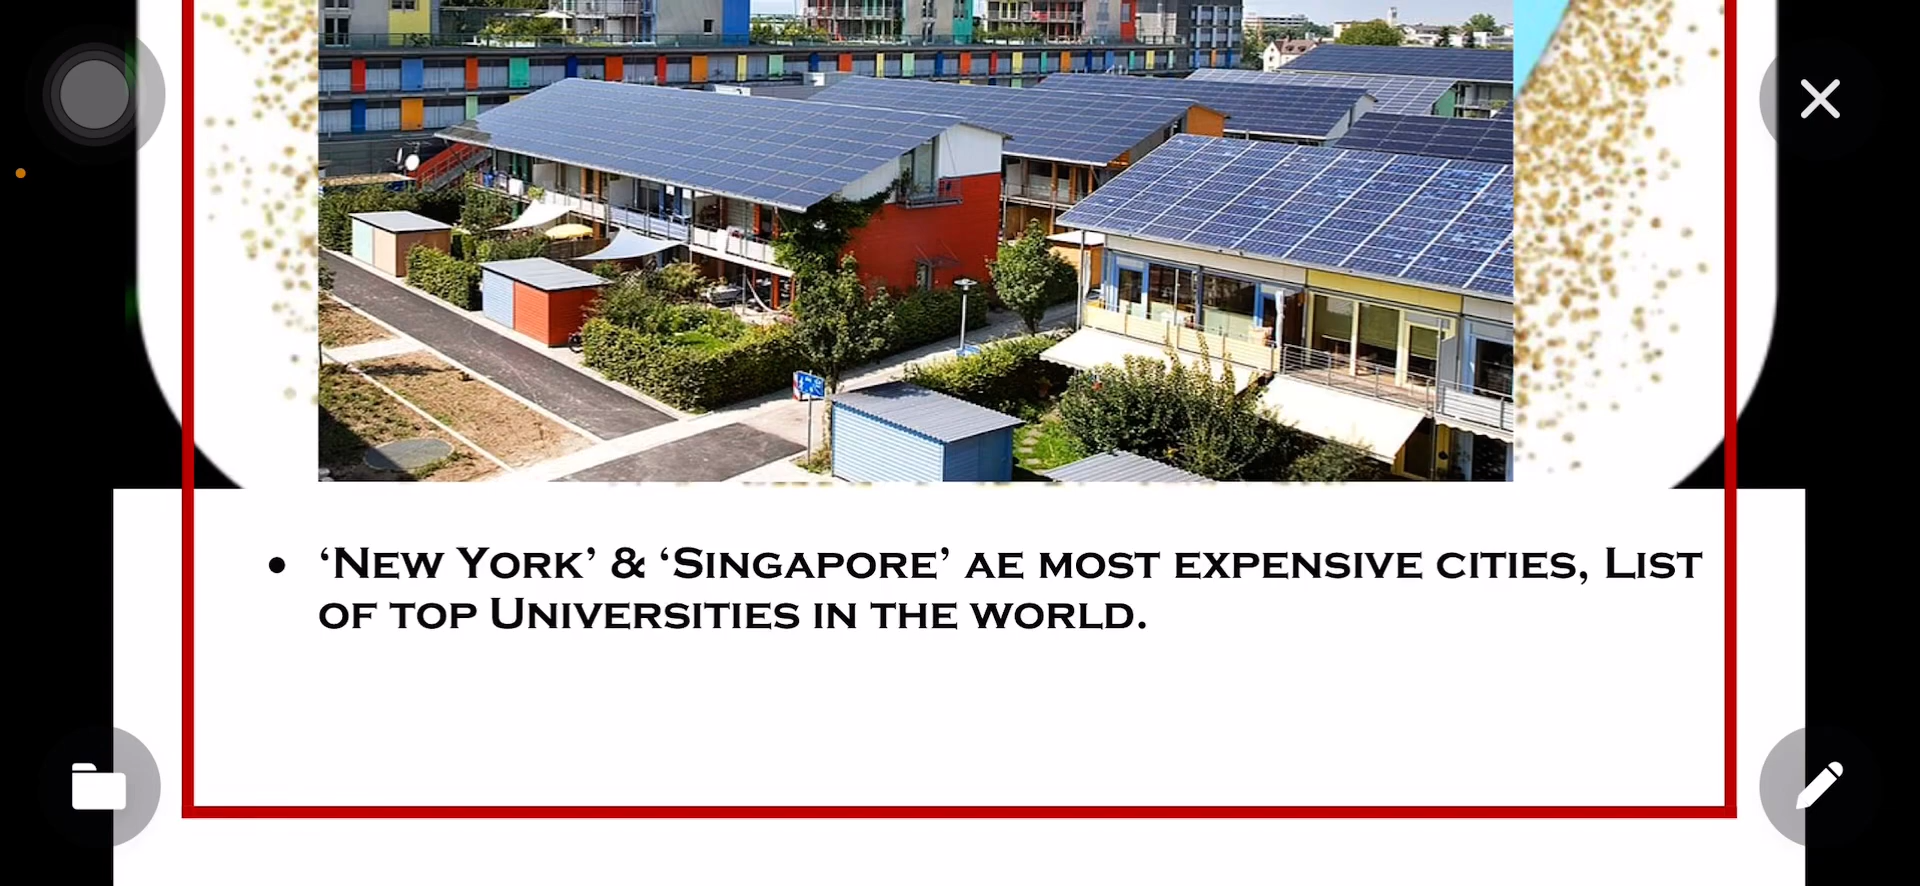 • ‘New York’ & ‘Singapore’ ae most expensive cities, List
of top Universities in the world.